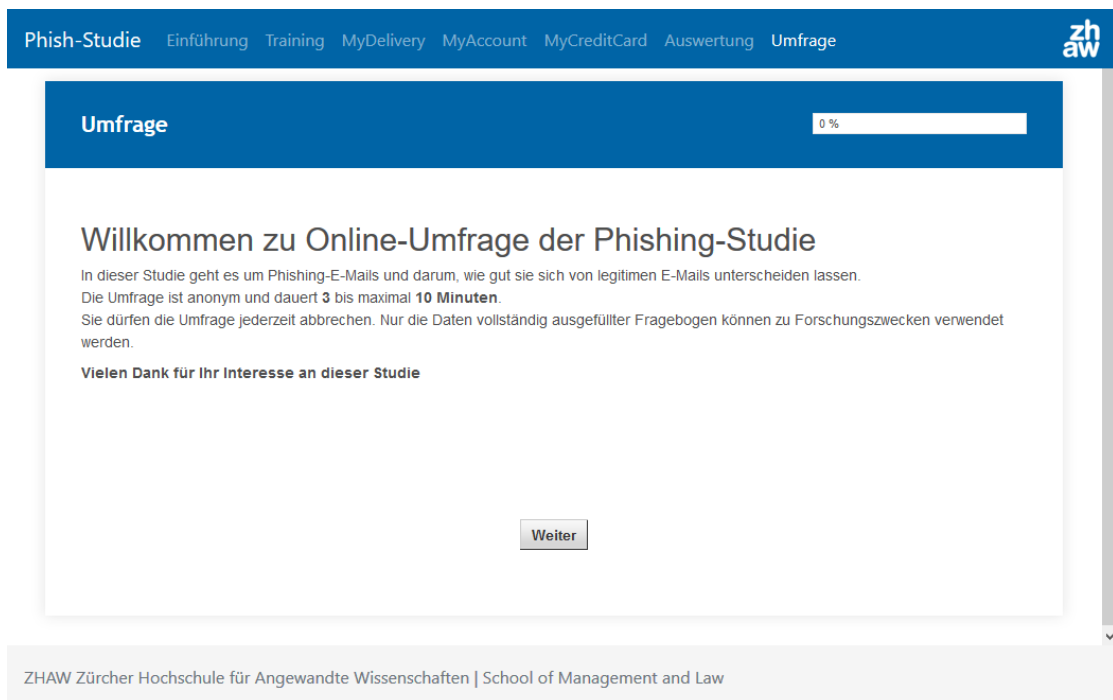 Phish-Studie Einführung Training MyDelivery MyAccount MyCreditCard Auswertung Umfrage
zh
aw
Umfrage
0 %
Willkommen zu Online-Umfrage der Phishing-Studie
In dieser Studie geht es um Phishing-E-Mails und darum, wie gut sie sich von legitimen E-Mails unterscheiden lassen.
Die Umfrage ist anonym und dauert 3 bis maximal 10 Minuten.
Sie dürfen die Umfrage jederzeit abbrechen. Nur die Daten vollständig ausgefüllter Fragebogen können zu Forschungszwecken verwendet
werden.
Vielen Dank für Ihr Interesse an dieser Studie
Weiter
ZHAW Zürcher Hochschule für Angewandte Wissenschaften | School of Management and Law